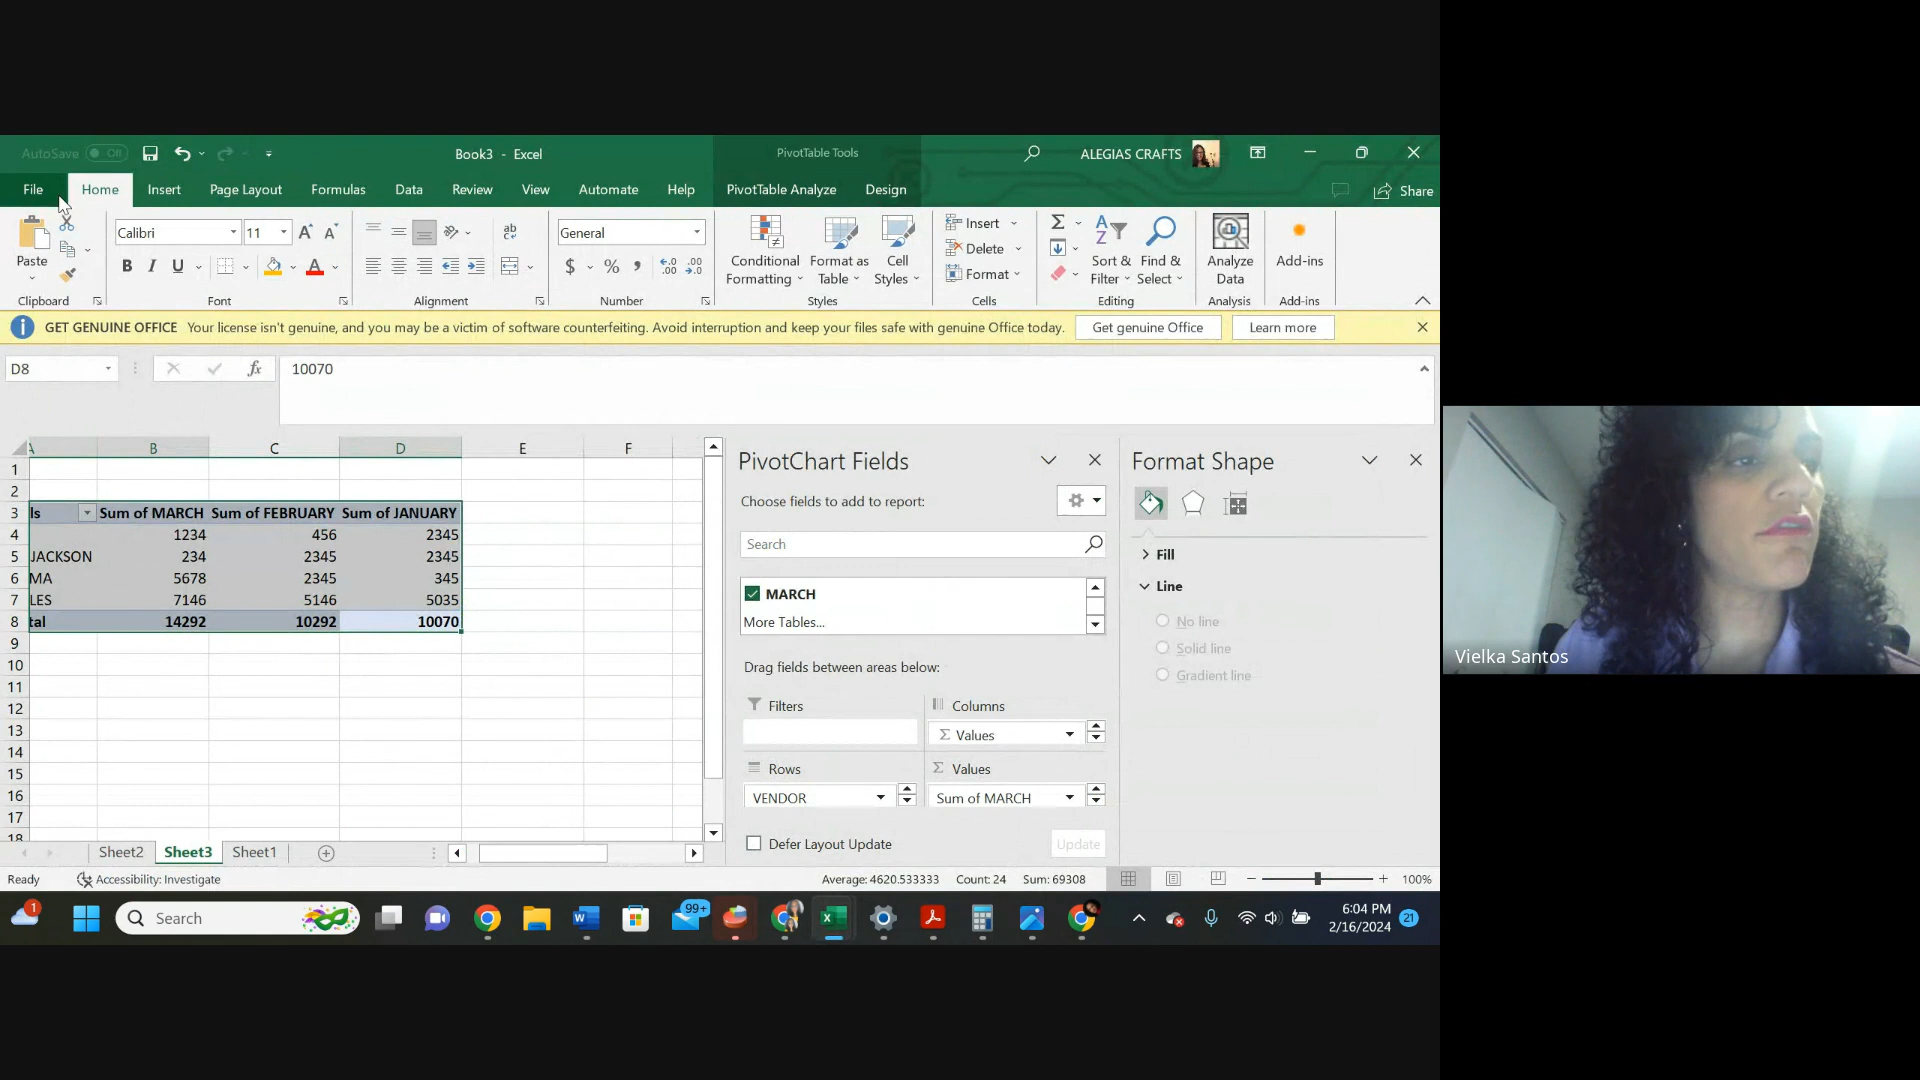 AutoSave Off Book3 - Excel PivotTable Tools ALEGIAS CRAFTS
File Home Insert Page Layout Formulas Data Review View Automate Help PivotTable Analyze Design Share
Calibri 11 ab General Insert Σ A
Z
Paste B I U A $ % , .00 Conditional Format as Cell Delete Sort & Find & Analyze Add-ins
Formatting Table Styles Format Filter Select Data
Clipboard Font Alignment Number Styles Cells Editing Analysis Add-ins
GET GENUINE OFFICE Your license isn't genuine, and you may be a victim of software counterfeiting. Avoid interruption and keep your files safe with genuine Office today. Get genuine Office Learn more
D8 fx 10070
A B C D E F
1
2
3 ls Sum of MARCH Sum of FEBRUARY Sum of JANUARY
4 1234 456 2345
5 JACKSON 234 2345 2345
6 MA 5678 2345 345
7 LES 7146 5146 5035
8 tal 14292 10292 10070
9
10
11
12
13
14
15
16
17
18
PivotChart Fields
Choose fields to add to report:
Search
MARCH
More Tables...
Drag fields between areas below:
Filters Columns
Σ Values
Rows Σ Values
VENDOR Sum of MARCH
Defer Layout Update Update
Format Shape
Fill
Line
No line
Solid line
Gradient line
Vielka Santos
Sheet2 Sheet3 Sheet1
Ready Accessibility: Investigate Average: 4620.533333 Count: 24 Sum: 69308 100%
1 Search 99+ 6:04 PM
2/16/2024 21